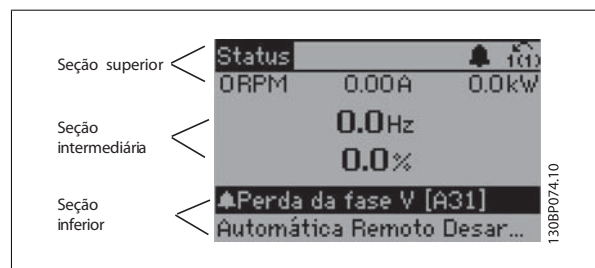 Seção superior
Status
1(1)
0RPM 0.00A 0.0kW
Seção
intermediária
0.0Hz
0.0%
Seção
inferior
Perda da fase V [A31]
Automática Remoto Desar...
130BP074.10